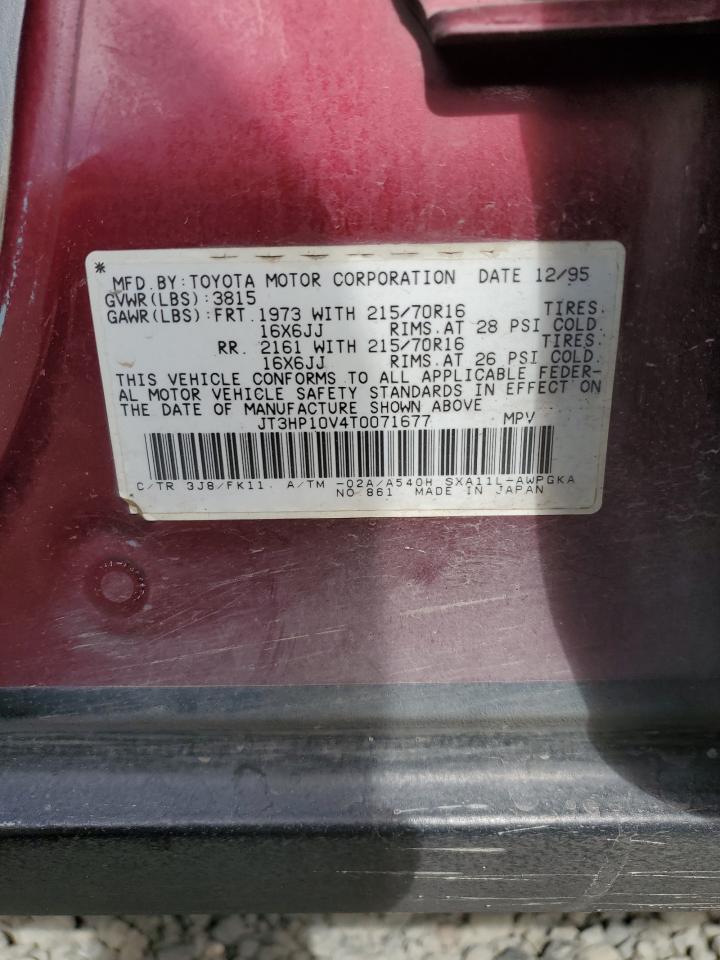 * MFD. BY: TOYOTA MOTOR CORPORATION DATE 12/95
GVWR(LBS): 3815
GAWR(LBS): FRT. 1973 WITH 215/70R16 TIRES.
16X6JJ RIMS. AT 28 PSI COLD.
RR. 2161 WITH 215/70R16 TIRES.
16X6JJ RIMS. AT 26 PSI COLD.
THIS VEHICLE CONFORMS TO ALL APPLICABLE FEDER-
AL MOTOR VEHICLE SAFETY STANDARDS IN EFFECT ON
THE DATE OF MANUFACTURE SHOWN ABOVE
JT3HP10V4T0071677 MPV
C/TR 3J8/FK11. A/TM -02A/A540H SXA11L-AWPGKA
NO 861 MADE IN JAPAN